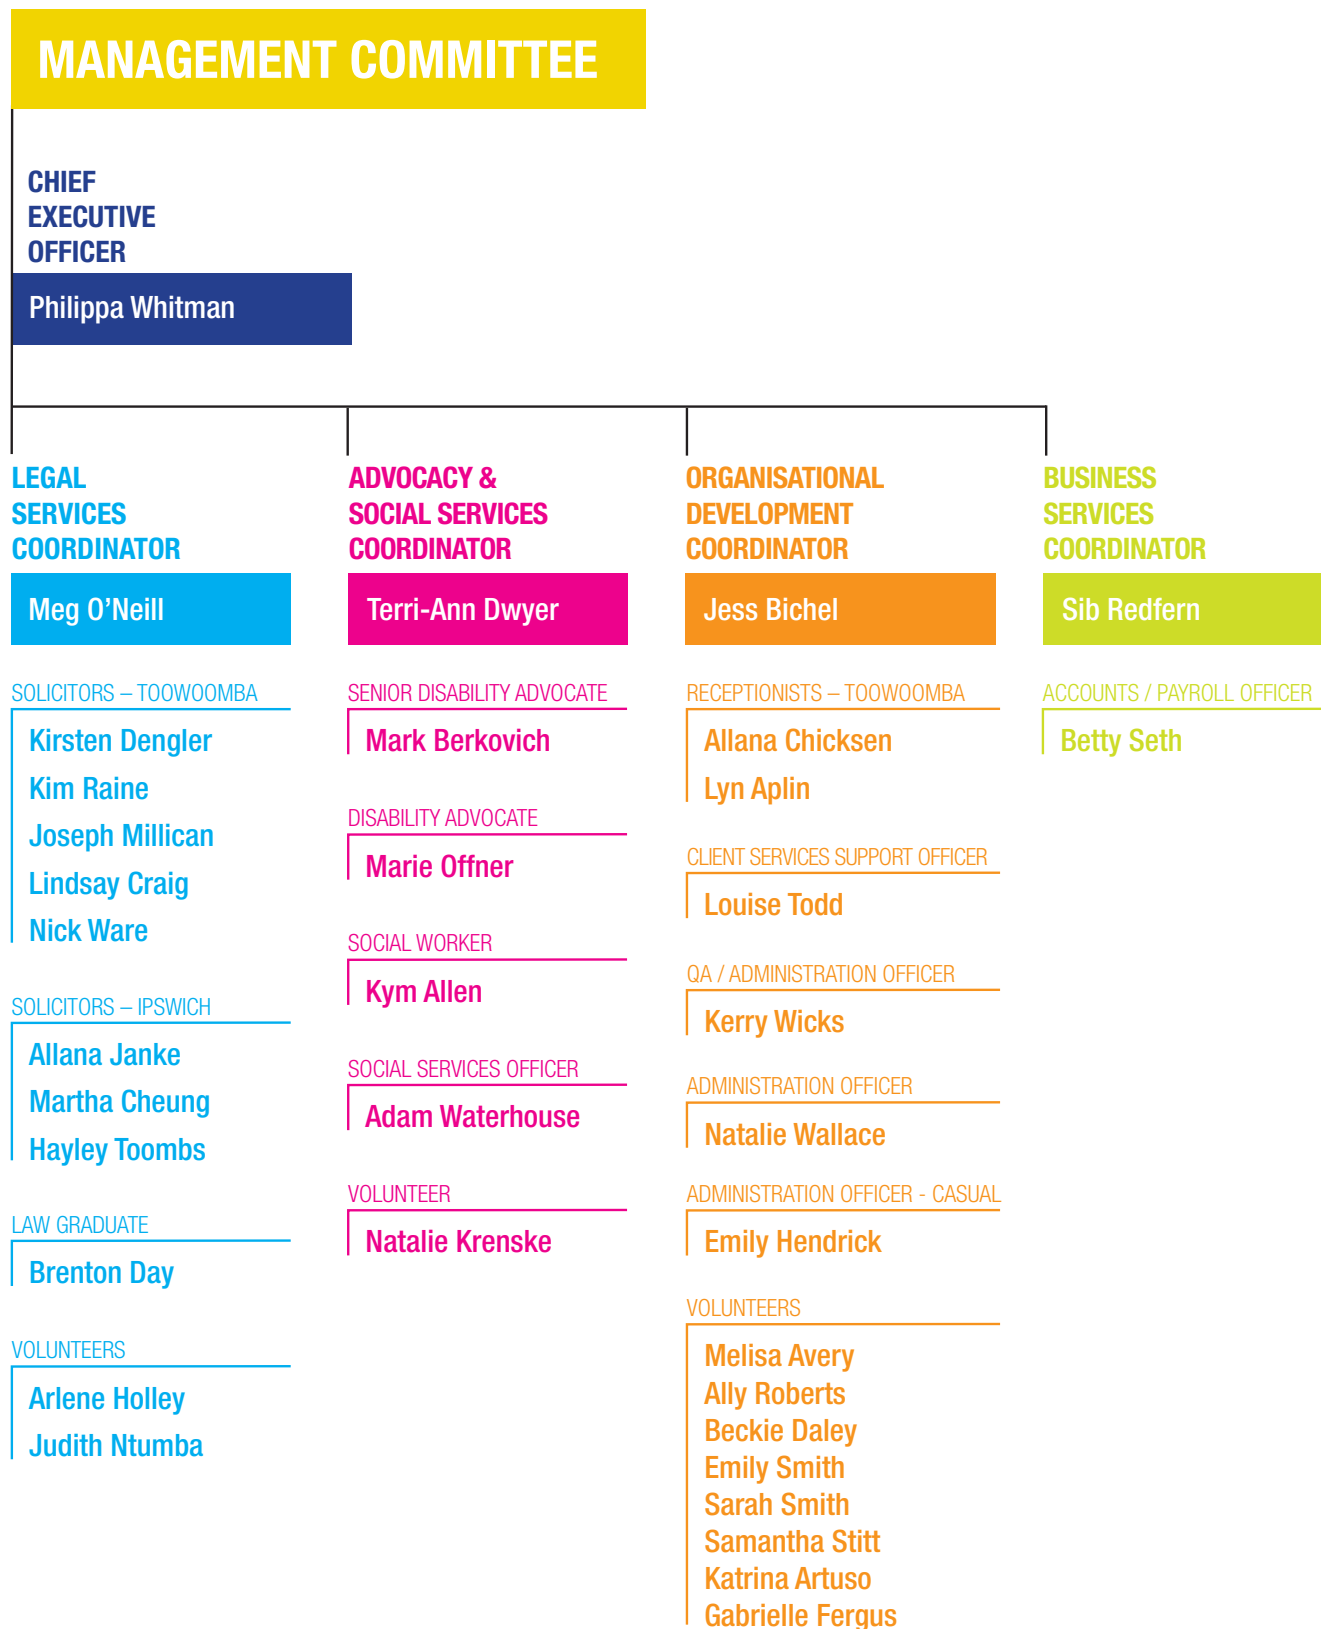 MANAGEMENT COMMITTEE
CHIEF
EXECUTIVE
OFFICER
Philippa Whitman
LEGAL
SERVICES
COORDINATOR
Meg O’Neill
SOLICITORS – TOOWOOMBA
Kirsten Dengler
Kim Raine
Joseph Millican
Lindsay Craig
Nick Ware
SOLICITORS – IPSWICH
Allana Janke
Martha Cheung
Hayley Toombs
LAW GRADUATE
Brenton Day
VOLUNTEERS
Arlene Holley
Judith Ntumba
ADVOCACY &
SOCIAL SERVICES
COORDINATOR
Terri-Ann Dwyer
SENIOR DISABILITY ADVOCATE
Mark Berkovich
DISABILITY ADVOCATE
Marie Offner
SOCIAL WORKER
Kym Allen
SOCIAL SERVICES OFFICER
Adam Waterhouse
VOLUNTEER
Natalie Krenske
ORGANISATIONAL
DEVELOPMENT
COORDINATOR
Jess Bichel
RECEPTIONISTS – TOOWOOMBA
Allana Chicksen
Lyn Aplin
CLIENT SERVICES SUPPORT OFFICER
Louise Todd
QA / ADMINISTRATION OFFICER
Kerry Wicks
ADMINISTRATION OFFICER
Natalie Wallace
ADMINISTRATION OFFICER - CASUAL
Emily Hendrick
VOLUNTEERS
Melisa Avery
Ally Roberts
Beckie Daley
Emily Smith
Sarah Smith
Samantha Stitt
Katrina Artuso
Gabrielle Fergus
BUSINESS
SERVICES
COORDINATOR
Sib Redfern
ACCOUNTS / PAYROLL OFFICER
Betty Seth